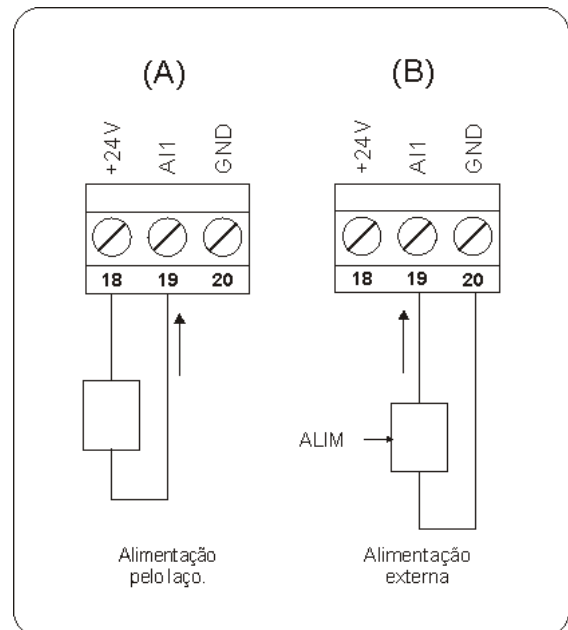 (A)
+24V AI1 GND
18 19 20
Alimentação
pelo laço.
(B)
+24V AI1 GND
18 19 20
ALIM
Alimentação
externa